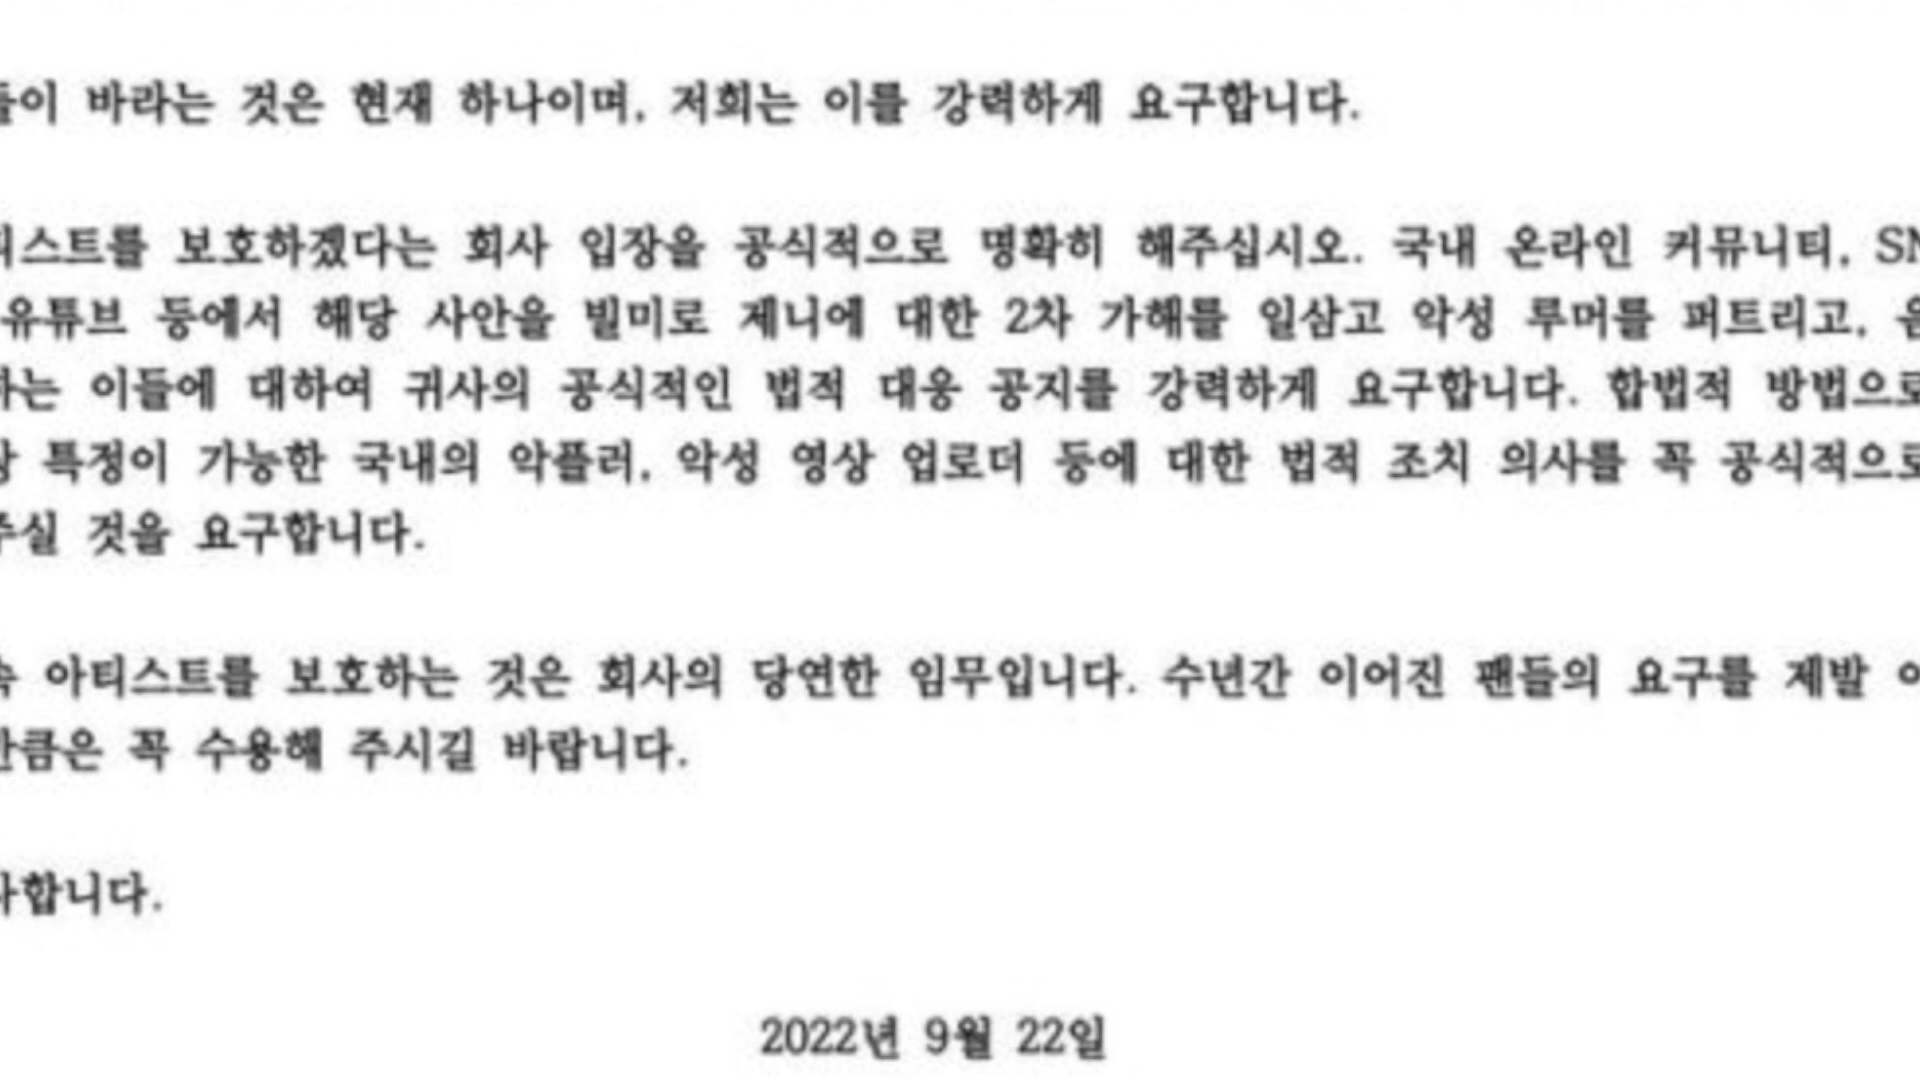 들이 바라는 것은 현재 하나이며, 저희는 이를 강력하게 요구합니다.
티스트를 보호하겠다는 회사 입장을 공식적으로 명확히 해주십시오. 국내 온라인 커뮤니티, SN
유튜브 등에서 해당 사안을 빌미로 제니에 대한 2차 가해를 일삼고 악성 루머를 퍼트리고,
하는 이들에 대하여 귀사의 공식적인 법적 대응 공지를 강력하게 요구합니다. 합법적 방법으로
특정이 가능한 국내의 악플러, 악성 영상 업로더 등에 대한 법적 조치 의사를 꼭 공식적으로
주실 것을 요구합니다.
속 아티스트를 보호하는 것은 회사의 당연한 임무입니다. 수년간 이어진 팬들의 요구를 제발 이
만큼은 꼭 수용해 주시길 바랍니다.
사합니다.
2022년 9월 22일